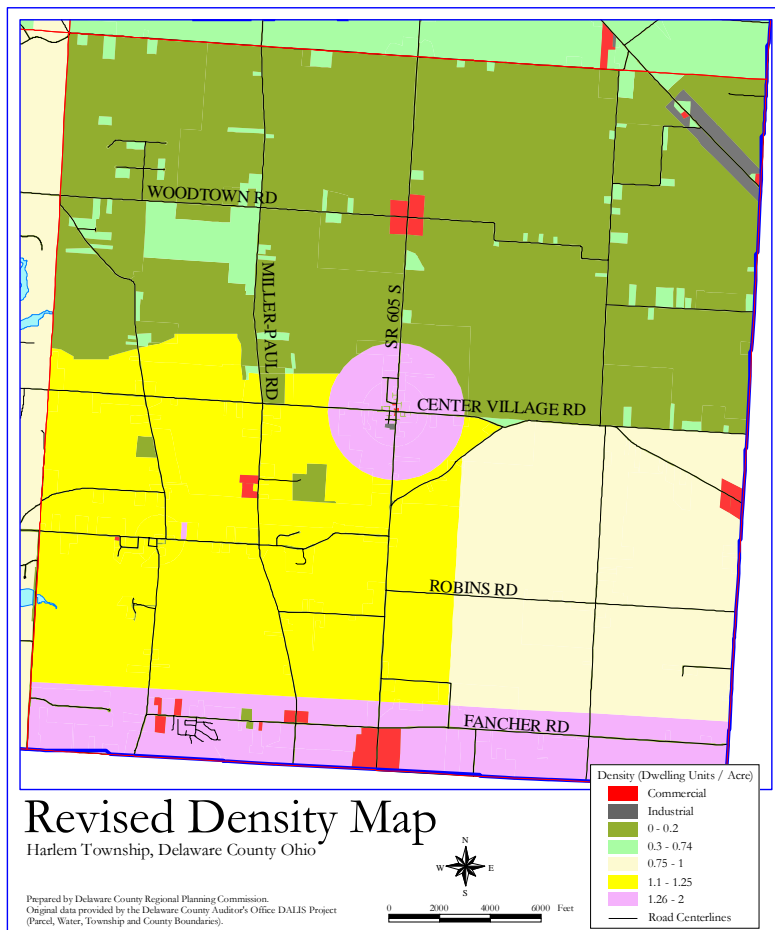 WOODTOWN RD
MILLER-PAUL RD
SR 605 S
CENTER VILLAGE RD
ROBINS RD
FANCHER RD
Density (Dwelling Units / Acre)
Commercial
Industrial
0 - 0.2
0.3 - 0.74
0.75 - 1
1.1 - 1.25
1.26 - 2
Road Centerlines
Revised Density Map
Harlem Township, Delaware County Ohio
N
W E
S
Prepared by Delaware County Regional Planning Commission.
Original data provided by the Delaware County Auditor's Office DALIS Project
(Parcel, Water, Township and County Boundaries).
0 2000 4000 6000 Feet